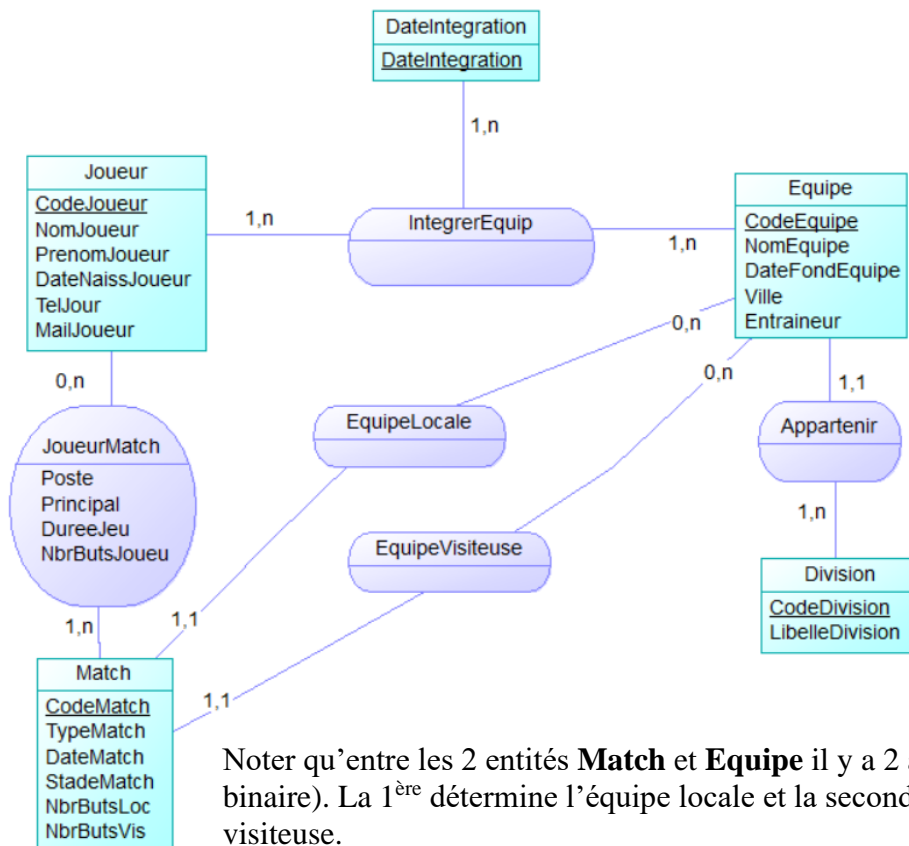 DateIntegration
DateIntegration
1,n
Joueur
CodeJoueur
NomJoueur
PrenomJoueur
DateNaissJoueur
TelJour
MailJoueur
1,n
IntegrerEquip
1,n
Equipe
CodeEquipe
NomEquipe
DateFondEquipe
Ville
Entraineur
0,n
0,n
0,n
1,1
EquipeLocale
Appartenir
JoueurMatch
Poste
Principal
DureeJeu
NbrButsJoueu
1,n
EquipeVisiteuse
Division
CodeDivision
LibelleDivision
1,n
1,1
1,1
Match
CodeMatch
TypeMatch
DateMatch
StadeMatch
NbrButsLoc
NbrButsVis
Noter qu’entre les 2 entités Match et Equipe il y a 2
binaire). La 1ère détermine l’équipe locale et la second
visiteuse.